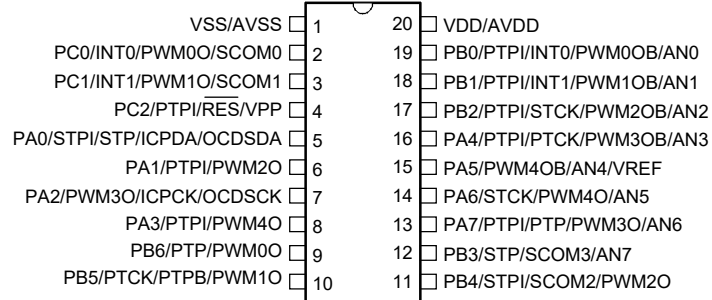 VSS/AVSS 1 20 VDD/AVDD
PC0/INT0/PWM0O/SCOM0 2 19 PB0/PTPI/INT0/PWM0OB/AN0
PC1/INT1/PWM1O/SCOM1 3 18 PB1/PTPI/INT1/PWM1OB/AN1
PC2/PTPI/RES/VPP 4 17 PB2/PTPI/STCK/PWM2OB/AN2
PA0/STPI/STP/ICPDA/OCDSDA 5 16 PA4/PTPI/PTCK/PWM3OB/AN3
PA1/PTPI/PWM2O 6 15 PA5/PWM4OB/AN4/VREF
PA2/PWM3O/ICPCK/OCDSCK 7 14 PA6/STCK/PWM4O/AN5
PA3/PTPI/PWM4O 8 13 PA7/PTPI/PTP/PWM3O/AN6
PB6/PTP/PWM0O 9 12 PB3/STP/SCOM3/AN7
PB5/PTCK/PTPB/PWM1O 10 11 PB4/STPI/SCOM2/PWM2O